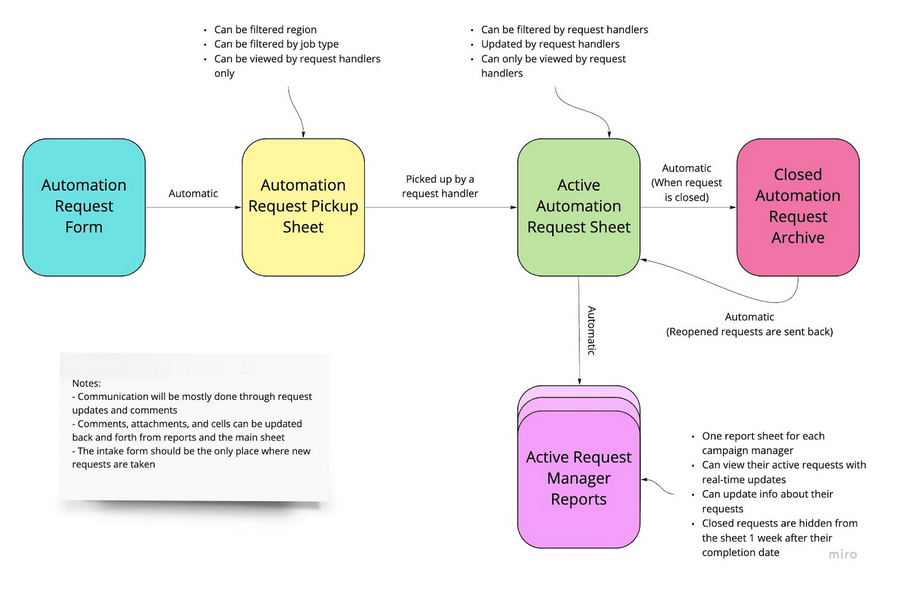 • Can be filtered region
• Can be filtered by job type
• Can be viewed by request handlers
only
• Can be filtered by request handlers
• Updated by request handlers
• Can only be viewed by request
handlers
Automation
Request
Form
Automatic
Automation
Request Pickup
Sheet
Picked up by a
request handler
Active
Automation
Request Sheet
Automatic
(When request
is closed)
Closed
Automation
Request
Archive
Automatic
(Reopened requests are sent back)
Automatic
Notes:
- Communication will be mostly done through request
updates and comments
- Comments, attachments, and cells can be updated
back and forth from reports and the main sheet
- The intake form should be the only place where new
requests are taken
Active Request
Manager
Reports
• One report sheet for each
campaign manager
• Can view their active requests with
real-time updates
• Can update info about their
requests
• Closed requests are hidden from
the sheet 1 week after their
completion date
miro